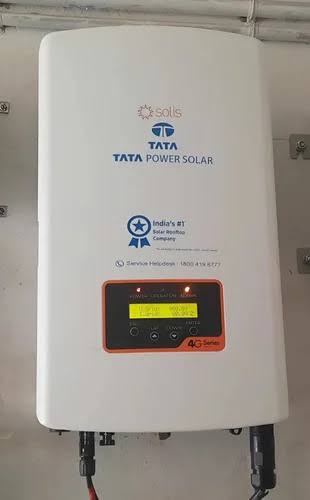 solis
TATA
TATA POWER SOLAR
India's #1
Solar Rooftop
Company
Service Helpdesk : 1800 419 8777
POWER OPERATION ALARM
ESC UP DOWN ENTER
4G Series